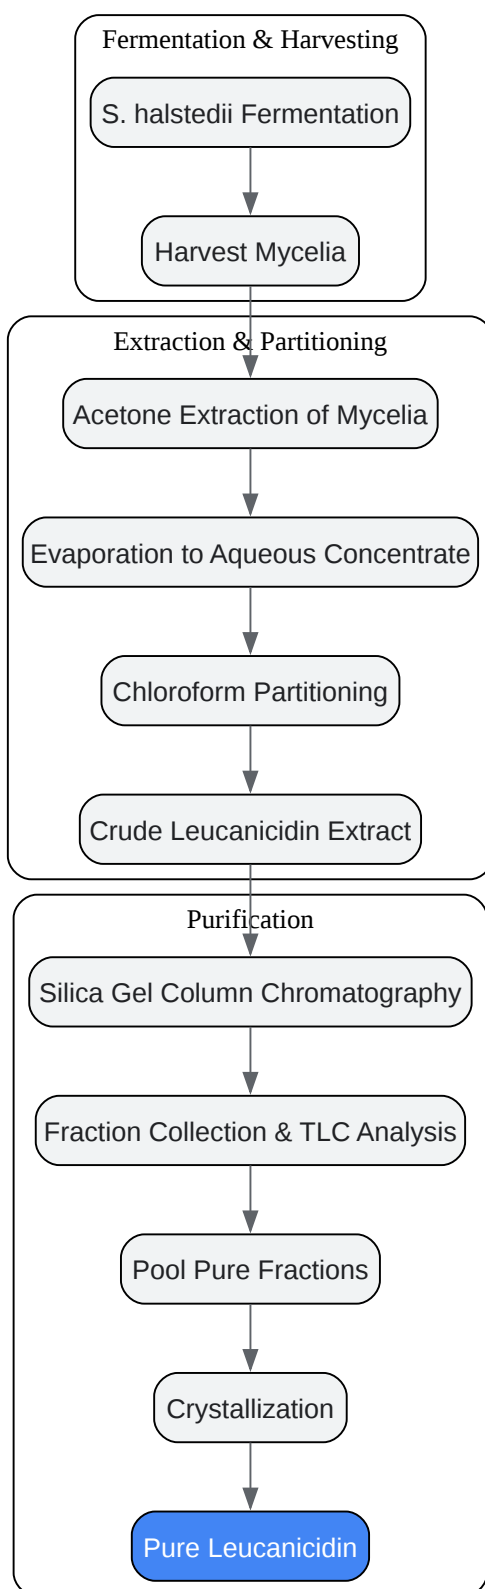 Fermentation & Harvesting
S. halstedii Fermentation
Harvest Mycelia
Extraction & Partitioning
Acetone Extraction of Mycelia
Evaporation to Aqueous Concentrate
Chloroform Partitioning
Crude Leucanicidin Extract
Purification
Silica Gel Column Chromatography
Fraction Collection & TLC Analysis
Pool Pure Fractions
Crystallization
Pure Leucanicidin